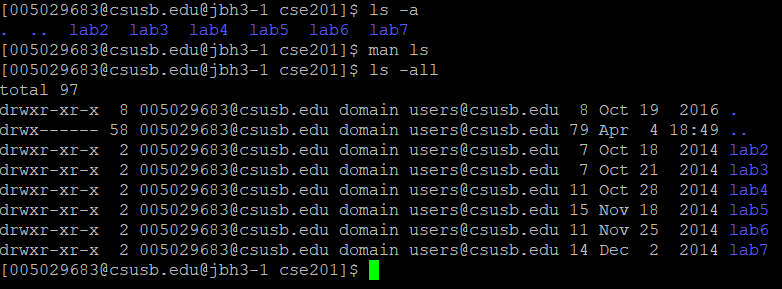 [005029683@csusb.edu@jbh3-1 cse201]$ ls -a
.  ..  lab2  lab3  lab4  lab5  lab6  lab7
[005029683@csusb.edu@jbh3-1 cse201]$ man ls
[005029683@csusb.edu@jbh3-1 cse201]$ ls -all
total 97
drwxr-xr-x  8 005029683@csusb.edu domain users@csusb.edu  8 Oct 19  2016 .
drwx------ 58 005029683@csusb.edu domain users@csusb.edu 79 Apr  4 18:49 ..
drwxr-xr-x  2 005029683@csusb.edu domain users@csusb.edu  7 Oct 18  2014 lab2
drwxr-xr-x  2 005029683@csusb.edu domain users@csusb.edu  7 Oct 21  2014 lab3
drwxr-xr-x  2 005029683@csusb.edu domain users@csusb.edu 11 Oct 28  2014 lab4
drwxr-xr-x  2 005029683@csusb.edu domain users@csusb.edu 15 Nov 18  2014 lab5
drwxr-xr-x  2 005029683@csusb.edu domain users@csusb.edu 11 Nov 25  2014 lab6
drwxr-xr-x  2 005029683@csusb.edu domain users@csusb.edu 14 Dec  2  2014 lab7
[005029683@csusb.edu@jbh3-1 cse201]$